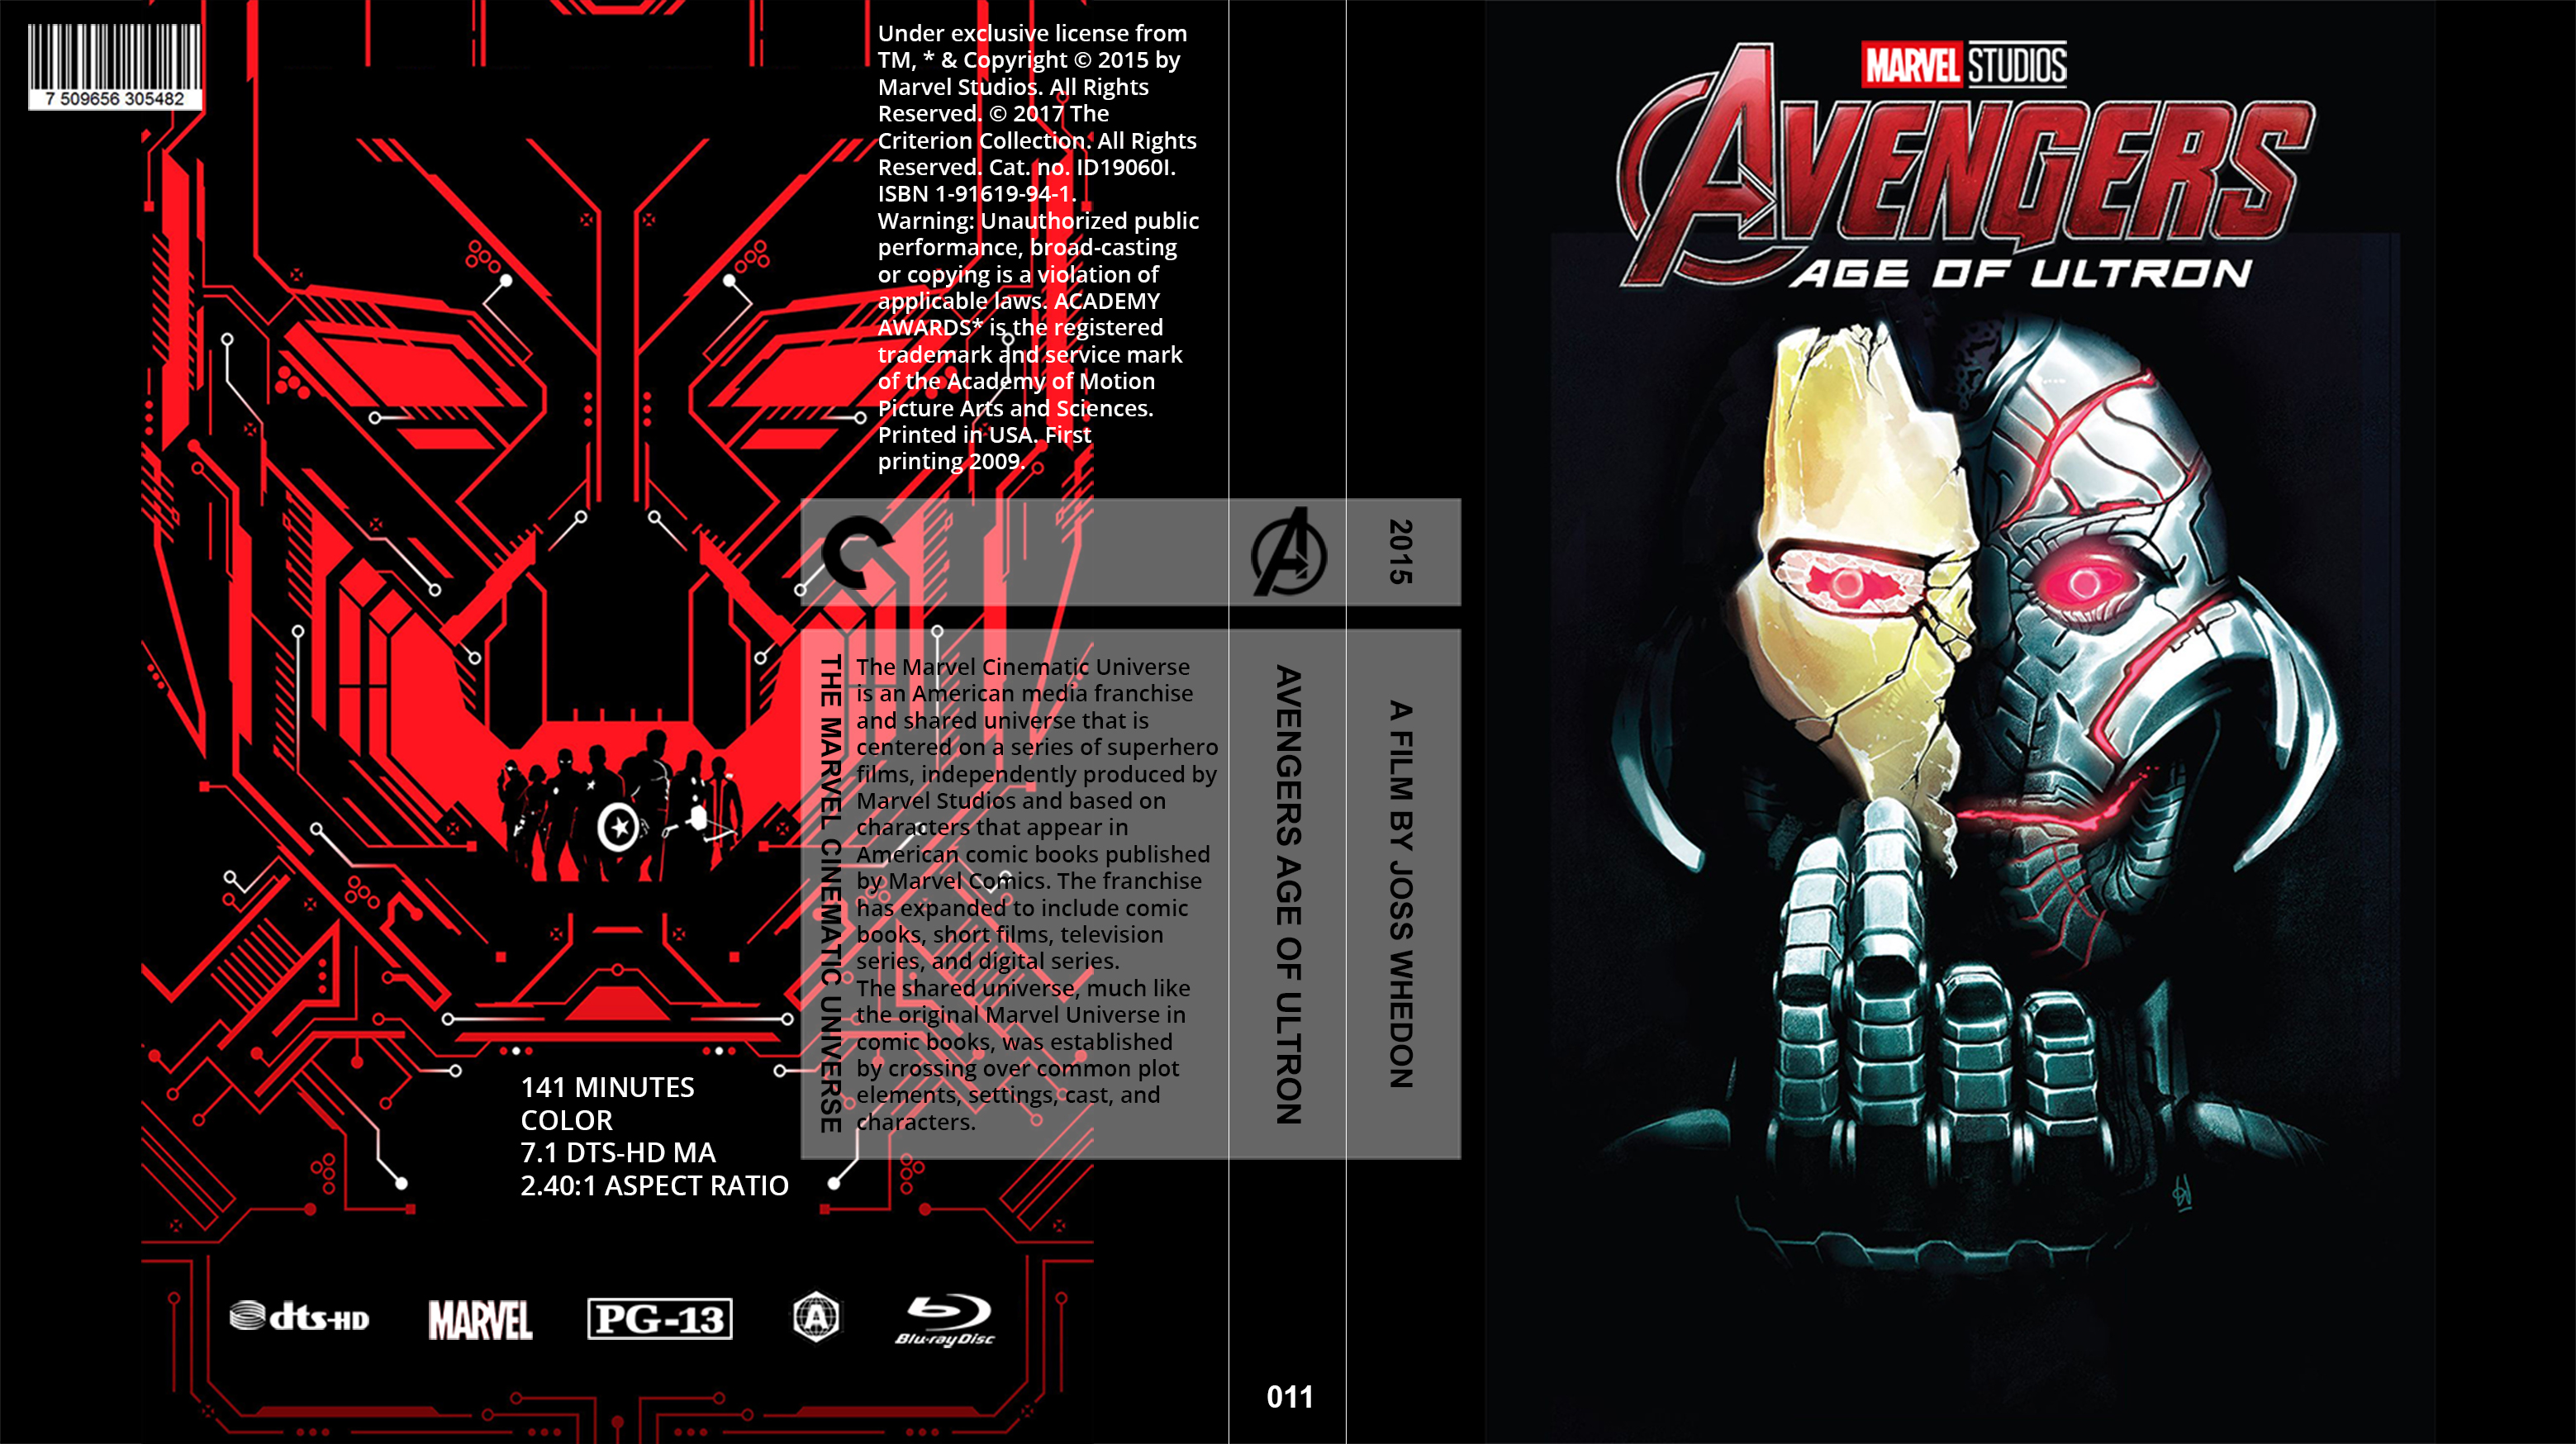 7 509656 305482
Under exclusive license from
TM, * & Copyright © 2015 by
Marvel Studios. All Rights
Reserved. © 2017 The
Criterion Collection. All Rights
Reserved. Cat. no. ID19060I.
ISBN 1-91619-94-1.
Warning: Unauthorized public
performance, broad-casting
or copying is a violation of
applicable laws. ACADEMY
AWARDS* is the registered
trademark and service mark
of the Academy of Motion
Picture Arts and Sciences.
Printed in USA. First
printing 2009.
THE MARVEL CINEMATIC UNIVERSE
The Marvel Cinematic Universe
is an American media franchise
and shared universe that is
centered on a series of superhero
films, independently produced by
Marvel Studios and based on
characters that appear in
American comic books published
by Marvel Comics. The franchise
has expanded to include comic
books, short films, television
series, and digital series.
The shared universe, much like
the original Marvel Universe in
comic books, was established
by crossing over common plot
elements, settings, cast, and
characters.
141 MINUTES
COLOR
7.1 DTS-HD MA
2.40:1 ASPECT RATIO
dts-HD
MARVEL
PG-13
A
Blu-ray Disc
A
AVENGERS AGE OF ULTRON
011
2015
A FILM BY JOSS WHEDON
MARVEL STUDIOS
AVENGERS
AGE OF ULTRON